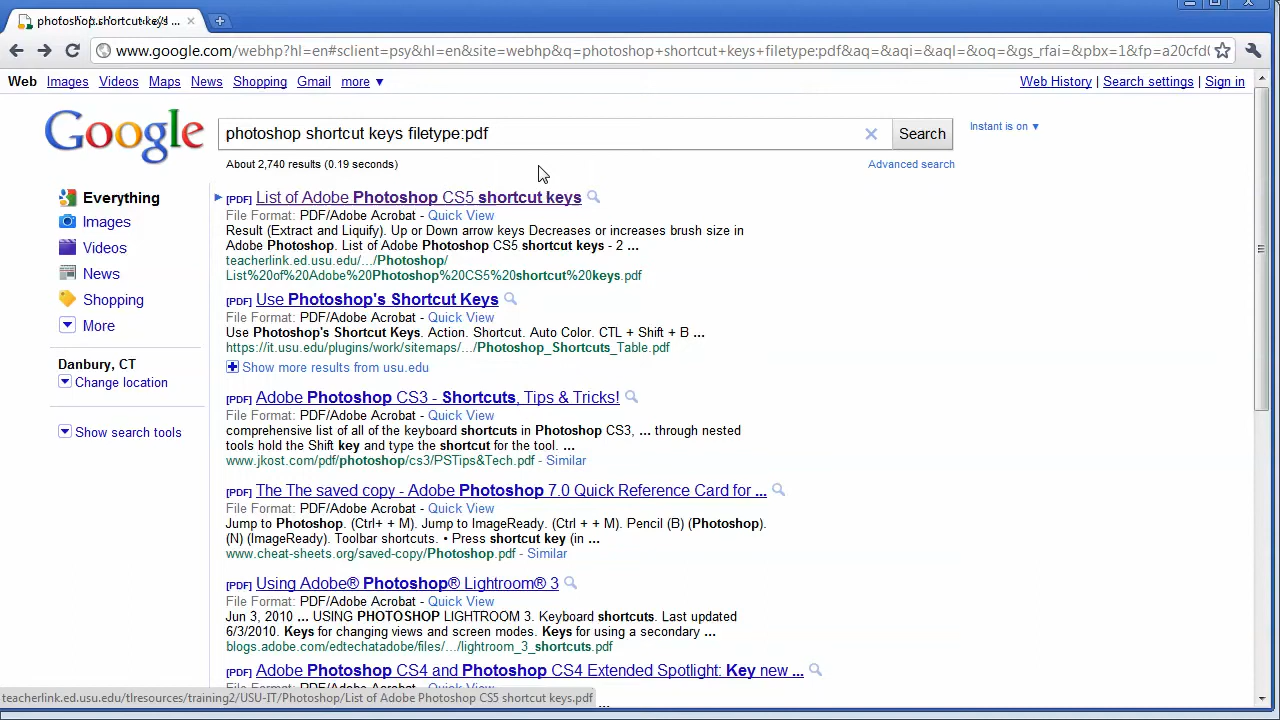 photoshop shortcut keys ...
www.google.com/webhp?hl=en#sclient=psy&hl=en&site=webhp&q=photoshop+shortcut+keys+filetype:pdf&aq=&aqi=&aql=&oq=&gs_rfai=&pbx=1&fp=a20cfd0
Web Images Videos Maps News Shopping Gmail more ▼ Web History | Search settings | Sign in
Google photoshop shortcut keys filetype:pdf Search Instant is on ▼
About 2,740 results (0.19 seconds) Advanced search
Everything
Images
Videos
News
Shopping
More
Danbury, CT
Change location
Show search tools
[PDF] List of Adobe Photoshop CS5 shortcut keys
File Format: PDF/Adobe Acrobat - Quick View
Result (Extract and Liquify). Up or Down arrow keys Decreases or increases brush size in
Adobe Photoshop. List of Adobe Photoshop CS5 shortcut keys - 2 ...
teacherlink.ed.usu.edu/.../Photoshop/
List%20of%20Adobe%20Photoshop%20CS5%20shortcut%20keys.pdf
[PDF] Use Photoshop's Shortcut Keys
File Format: PDF/Adobe Acrobat - Quick View
Use Photoshop's Shortcut Keys. Action. Shortcut. Auto Color. CTL + Shift + B ...
https://it.usu.edu/plugins/work/sitemaps/.../Photoshop_Shortcuts_Table.pdf
Show more results from usu.edu
[PDF] Adobe Photoshop CS3 - Shortcuts, Tips & Tricks!
File Format: PDF/Adobe Acrobat - Quick View
comprehensive list of all of the keyboard shortcuts in Photoshop CS3, ... through nested
tools hold the Shift key and type the shortcut for the tool. ...
www.jkost.com/pdf/photoshop/cs3/PSTips&Tech.pdf - Similar
[PDF] The The saved copy - Adobe Photoshop 7.0 Quick Reference Card for ...
File Format: PDF/Adobe Acrobat - Quick View
Jump to Photoshop. (Ctrl+ + M). Jump to ImageReady. (Ctr + + M). Pencil (B) (Photoshop).
(N) (ImageReady). Toolbar shortcuts. • Press shortcut key (in ...
www.cheat-sheets.org/saved-copy/Photoshop.pdf - Similar
[PDF] Using Adobe® Photoshop® Lightroom® 3
File Format: PDF/Adobe Acrobat - Quick View
Jun 3, 2010 ... USING PHOTOSHOP LIGHTROOM 3. Keyboard shortcuts. Last updated
6/3/2010. Keys for changing views and screen modes. Keys for using a secondary ...
blogs.adobe.com/edtechatadobe/files/.../lightroom_3_shortcuts.pdf
[PDF] Adobe Photoshop CS4 and Photoshop CS4 Extended Spotlight: Key new ...
teacherlink.ed.usu.edu/tlresources/training2/USU-IT/Photoshop/List of Adobe Photoshop CS5 shortcut keys.pdf